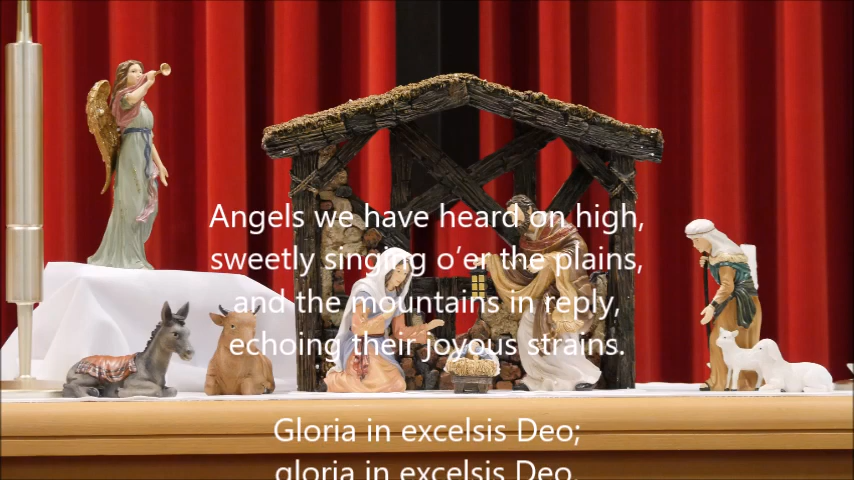 Angels we have heard on high,
sweetly singing o’er the plains,
and the mountains in reply,
echoing their joyous strains.
Gloria in excelsis Deo;
gloria in excelsis Deo.